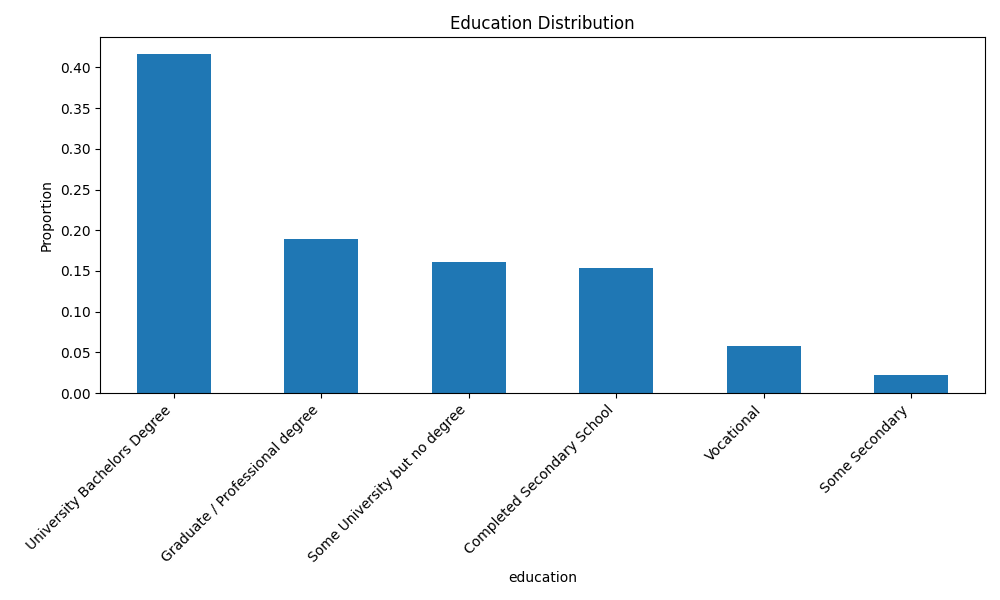 Education Distribution
Proportion
0.40
0.35
0.30
0.25
0.20
0.15
0.10
0.05
0.00
University Bachelors Degree
Graduate / Professional degree
Some University but no degree
Completed Secondary School
Vocational
Some Secondary
education